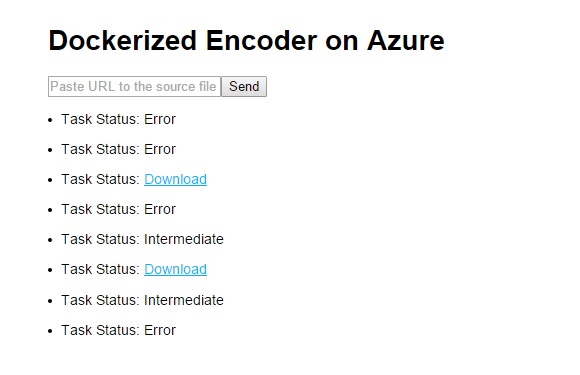 Dockerized Encoder on Azure
Paste URL to the source file Send
Task Status: Error
Task Status: Error
Task Status: Download
Task Status: Error
Task Status: Intermediate
Task Status: Download
Task Status: Intermediate
Task Status: Error